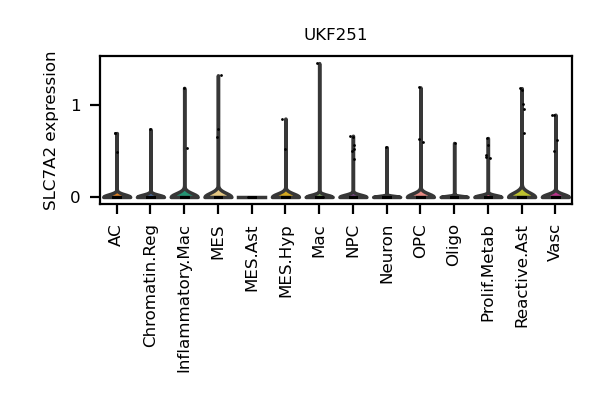 UKF251
SLC7A2 expression
1
0
AC
Chromatin.Reg
Inflammatory.Mac
MES
MES.Ast
MES.Hyp
Mac
NPC
Neuron
OPC
Oligo
Prolif.Metab
Reactive.Ast
Vasc